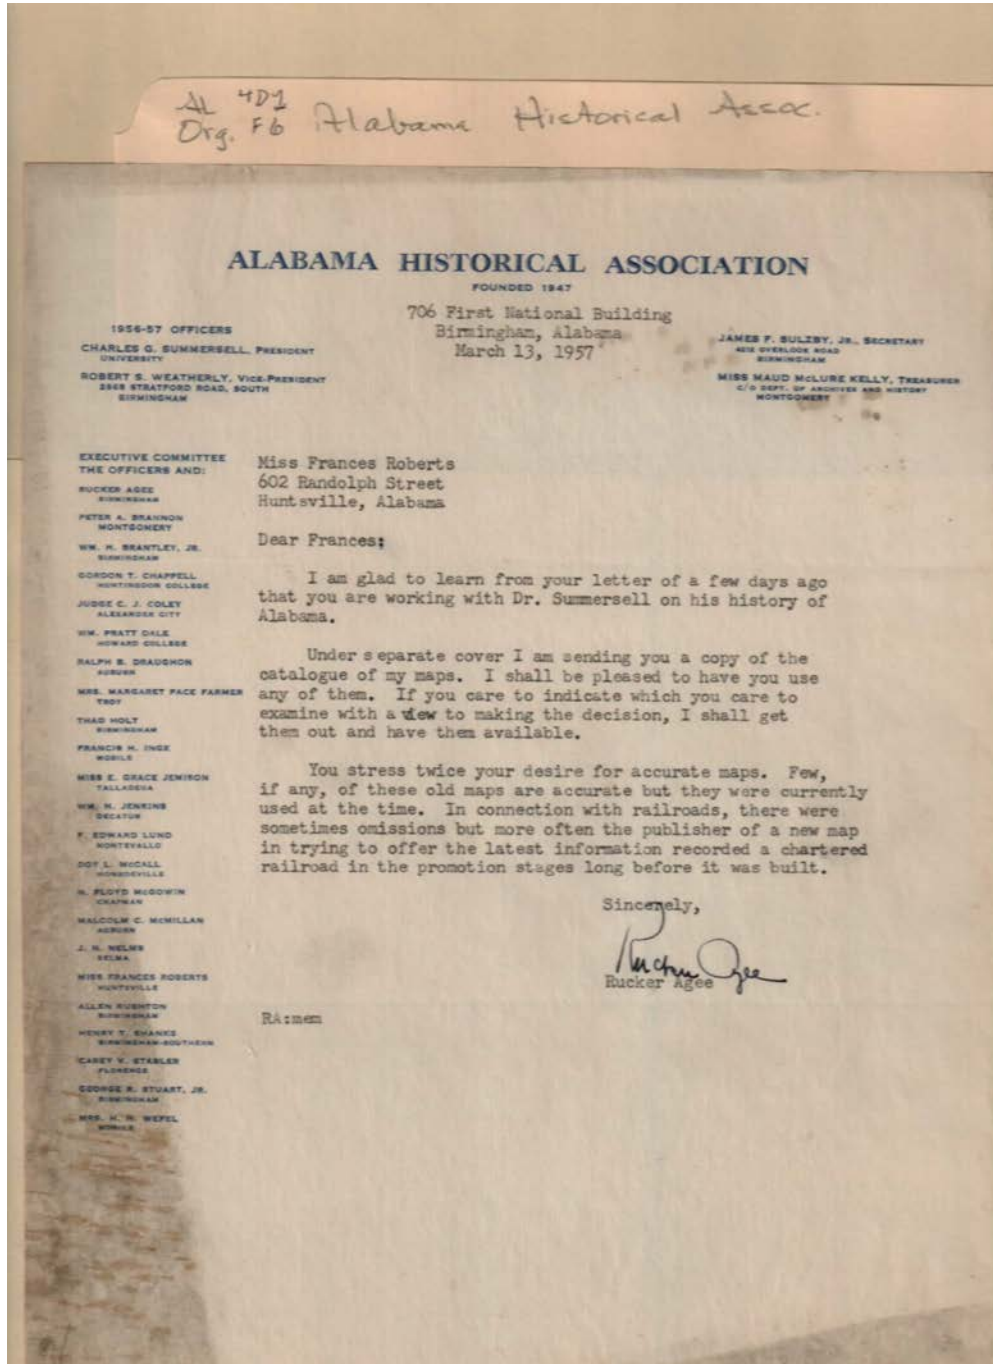 AL 4D1
Org. F6 Alabama Historical Assoc.
ALABAMA HISTORICAL ASSOCIATION
FOUNDED 1947
706 First National Building
Birmingham, Alabama
March 13, 1957
1956-57 OFFICERS
CHARLES G. SUMMERSELL, PRESIDENT
UNIVERSITY
ROBERT S. WEATHERLY, VICE-PRESIDENT
STRATFORD ROAD, SOUTH
BIRMINGHAM
JAMES F. SULZBY, JR., SECRETARY
OVERLOOK ROAD
BIRMINGHAM
MISS MAUD McLURE KELLY, TREASURER
C/O DEPT. OF ARCHIVES AND HISTORY
MONTGOMERY
EXECUTIVE COMMITTEE
THE OFFICERS AND:
RUCKER AGEE
BIRMINGHAM
PETER A. BRANNON
MONTGOMERY
WM. H. BRANTLEY, JR.
BIRMINGHAM
GORDON T. CHAPPELL
HUNTINGDON COLLEGE
JUDGE C. J. COLEY
ALEXANDER CITY
WM. PRATT DALE
HOWARD COLLEGE
RALPH B. DRAUGHON
AUBURN
MRS. MARGARET PACE FARMER
TROY
THAD HOLT
BIRMINGHAM
FRANCIS H. INGE
MOBILE
MISS E. GRACE JEMISON
TALLADEGA
WM. H. JENKINS
DECATUR
F. EDWARD LUND
MONTEVALLO
DOY L. McCALL
MONROEVILLE
N. FLOYD McGOWIN
CHAPMAN
MALCOLM C. McMILLAN
AUBURN
J. H. NELMS
SELMA
MISS FRANCES ROBERTS
HUNTSVILLE
ALLEN RUSHTON
BIRMINGHAM
HENRY T. SHANKS
BIRMINGHAM-SOUTHERN
CAREY V. STABLER
FLORENCE
GEORGE R. STUART, JR.
BIRMINGHAM
MRS. H. H. WEFEL
MOBILE
Miss Frances Roberts
602 Randolph Street
Huntsville, Alabama
Dear Frances:
I am glad to learn from your letter of a few days ago
that you are working with Dr. Summersell on his history of
Alabama.
Under separate cover I am sending you a copy of the
catalogue of my maps. I shall be pleased to have you use
any of them. If you care to indicate which you care to
examine with a view to making the decision, I shall get
them out and have them available.
You stress twice your desire for accurate maps. Few,
if any, of these old maps are accurate but they were currently
used at the time. In connection with railroads, there were
sometimes omissions but more often the publisher of a new map
in trying to offer the latest information recorded a chartered
railroad in the promotion stages long before it was built.
Sincerely,
Rucker Agee
Rucker Agee
RA:mem